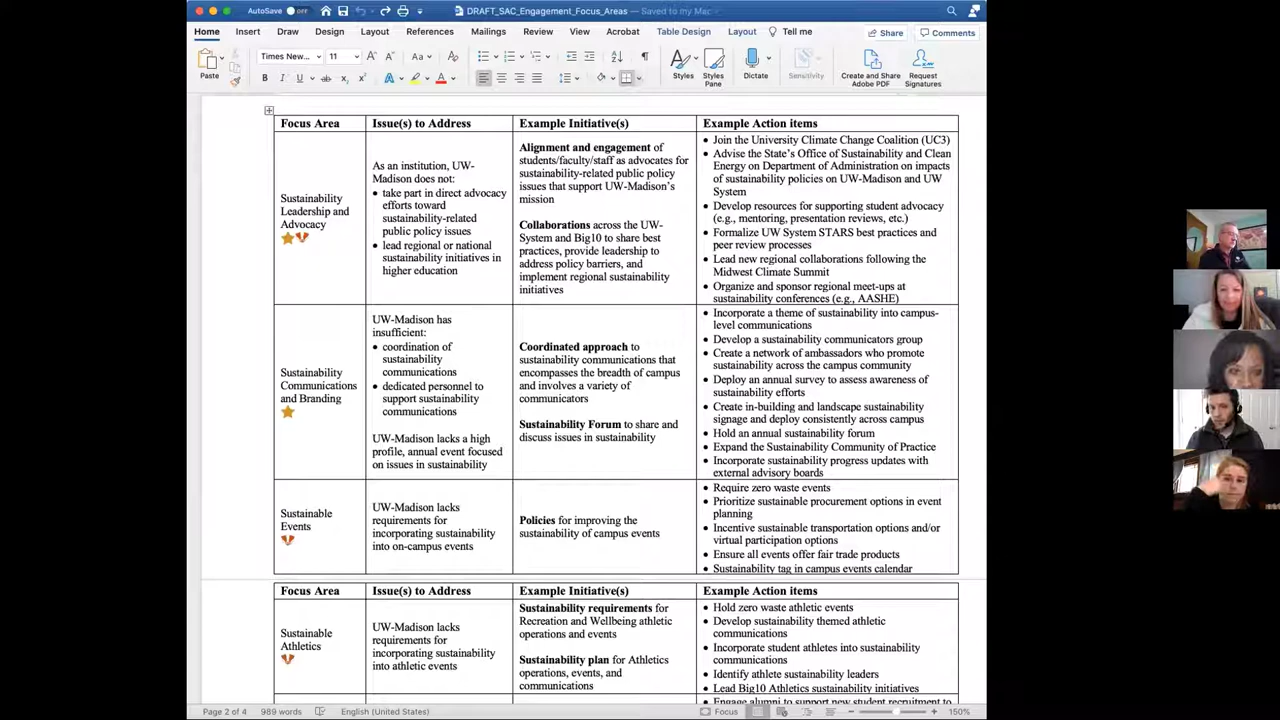 AutoSave OFF DRAFT_SAC_Engagement_Focus_Areas — Saved to my Mac
Home Insert Draw Design Layout References Mailings Review View Acrobat Table Design Layout Tell me Share Comments
Paste Times New... 11 Aa Styles Styles Pane Dictate Sensitivity Create and Share Adobe PDF Request Signatures
Focus Area Issue(s) to Address Example Initiative(s) Example Action items
Sustainability
Leadership and
Advocacy
As an institution, UW-
Madison does not:
• take part in direct advocacy
efforts toward
sustainability-related
public policy issues
• lead regional or national
sustainability initiatives in
higher education
Alignment and engagement of
students/faculty/staff as advocates for
sustainability-related public policy
issues that support UW-Madison's
mission
Collaborations across the UW-
System and Big10 to share best
practices, provide leadership to
address policy barriers, and
implement regional sustainability
initiatives
• Join the University Climate Change Coalition (UC3)
• Advise the State's Office of Sustainability and Clean
Energy on Department of Administration on impacts
of sustainability policies on UW-Madison and UW
System
• Develop resources for supporting student advocacy
(e.g., mentoring, presentation reviews, etc.)
• Formalize UW System STARS best practices and
peer review processes
• Lead new regional collaborations following the
Midwest Climate Summit
• Organize and sponsor regional meet-ups at
sustainability conferences (e.g., AASHE)
Sustainability
Communications
and Branding
UW-Madison has
insufficient:
• coordination of
sustainability
communications
• dedicated personnel to
support sustainability
communications
UW-Madison lacks a high
profile, annual event focused
on issues in sustainability
Coordinated approach to
sustainability communications that
encompasses the breadth of campus
and involves a variety of
communicators
Sustainability Forum to share and
discuss issues in sustainability
• Incorporate a theme of sustainability into campus-
level communications
• Develop a sustainability communicators group
• Create a network of ambassadors who promote
sustainability across the campus community
• Deploy an annual survey to assess awareness of
sustainability efforts
• Create in-building and landscape sustainability
signage and deploy consistently across campus
• Hold an annual sustainability forum
• Expand the Sustainability Community of Practice
• Incorporate sustainability progress updates with
external advisory boards
Sustainable
Events
UW-Madison lacks
requirements for
incorporating sustainability
into on-campus events
Policies for improving the
sustainability of campus events
• Require zero waste events
• Prioritize sustainable procurement options in event
planning
• Incentive sustainable transportation options and/or
virtual participation options
• Ensure all events offer fair trade products
• Sustainability tag in campus events calendar
Focus Area Issue(s) to Address Example Initiative(s) Example Action items
Sustainable
Athletics
UW-Madison lacks
requirements for
incorporating sustainability
into athletic events
Sustainability requirements for
Recreation and Wellbeing athletic
operations and events
Sustainability plan for Athletics
operations, events, and
communications
• Hold zero waste athletic events
• Develop sustainability themed athletic
communications
• Incorporate student athletes into sustainability
communications
• Identify athlete sustainability leaders
• Lead Big10 Athletics sustainability initiatives
• Engage alumni to support new student recruitment to
Page 2 of 4 989 words English (United States) Focus 150%